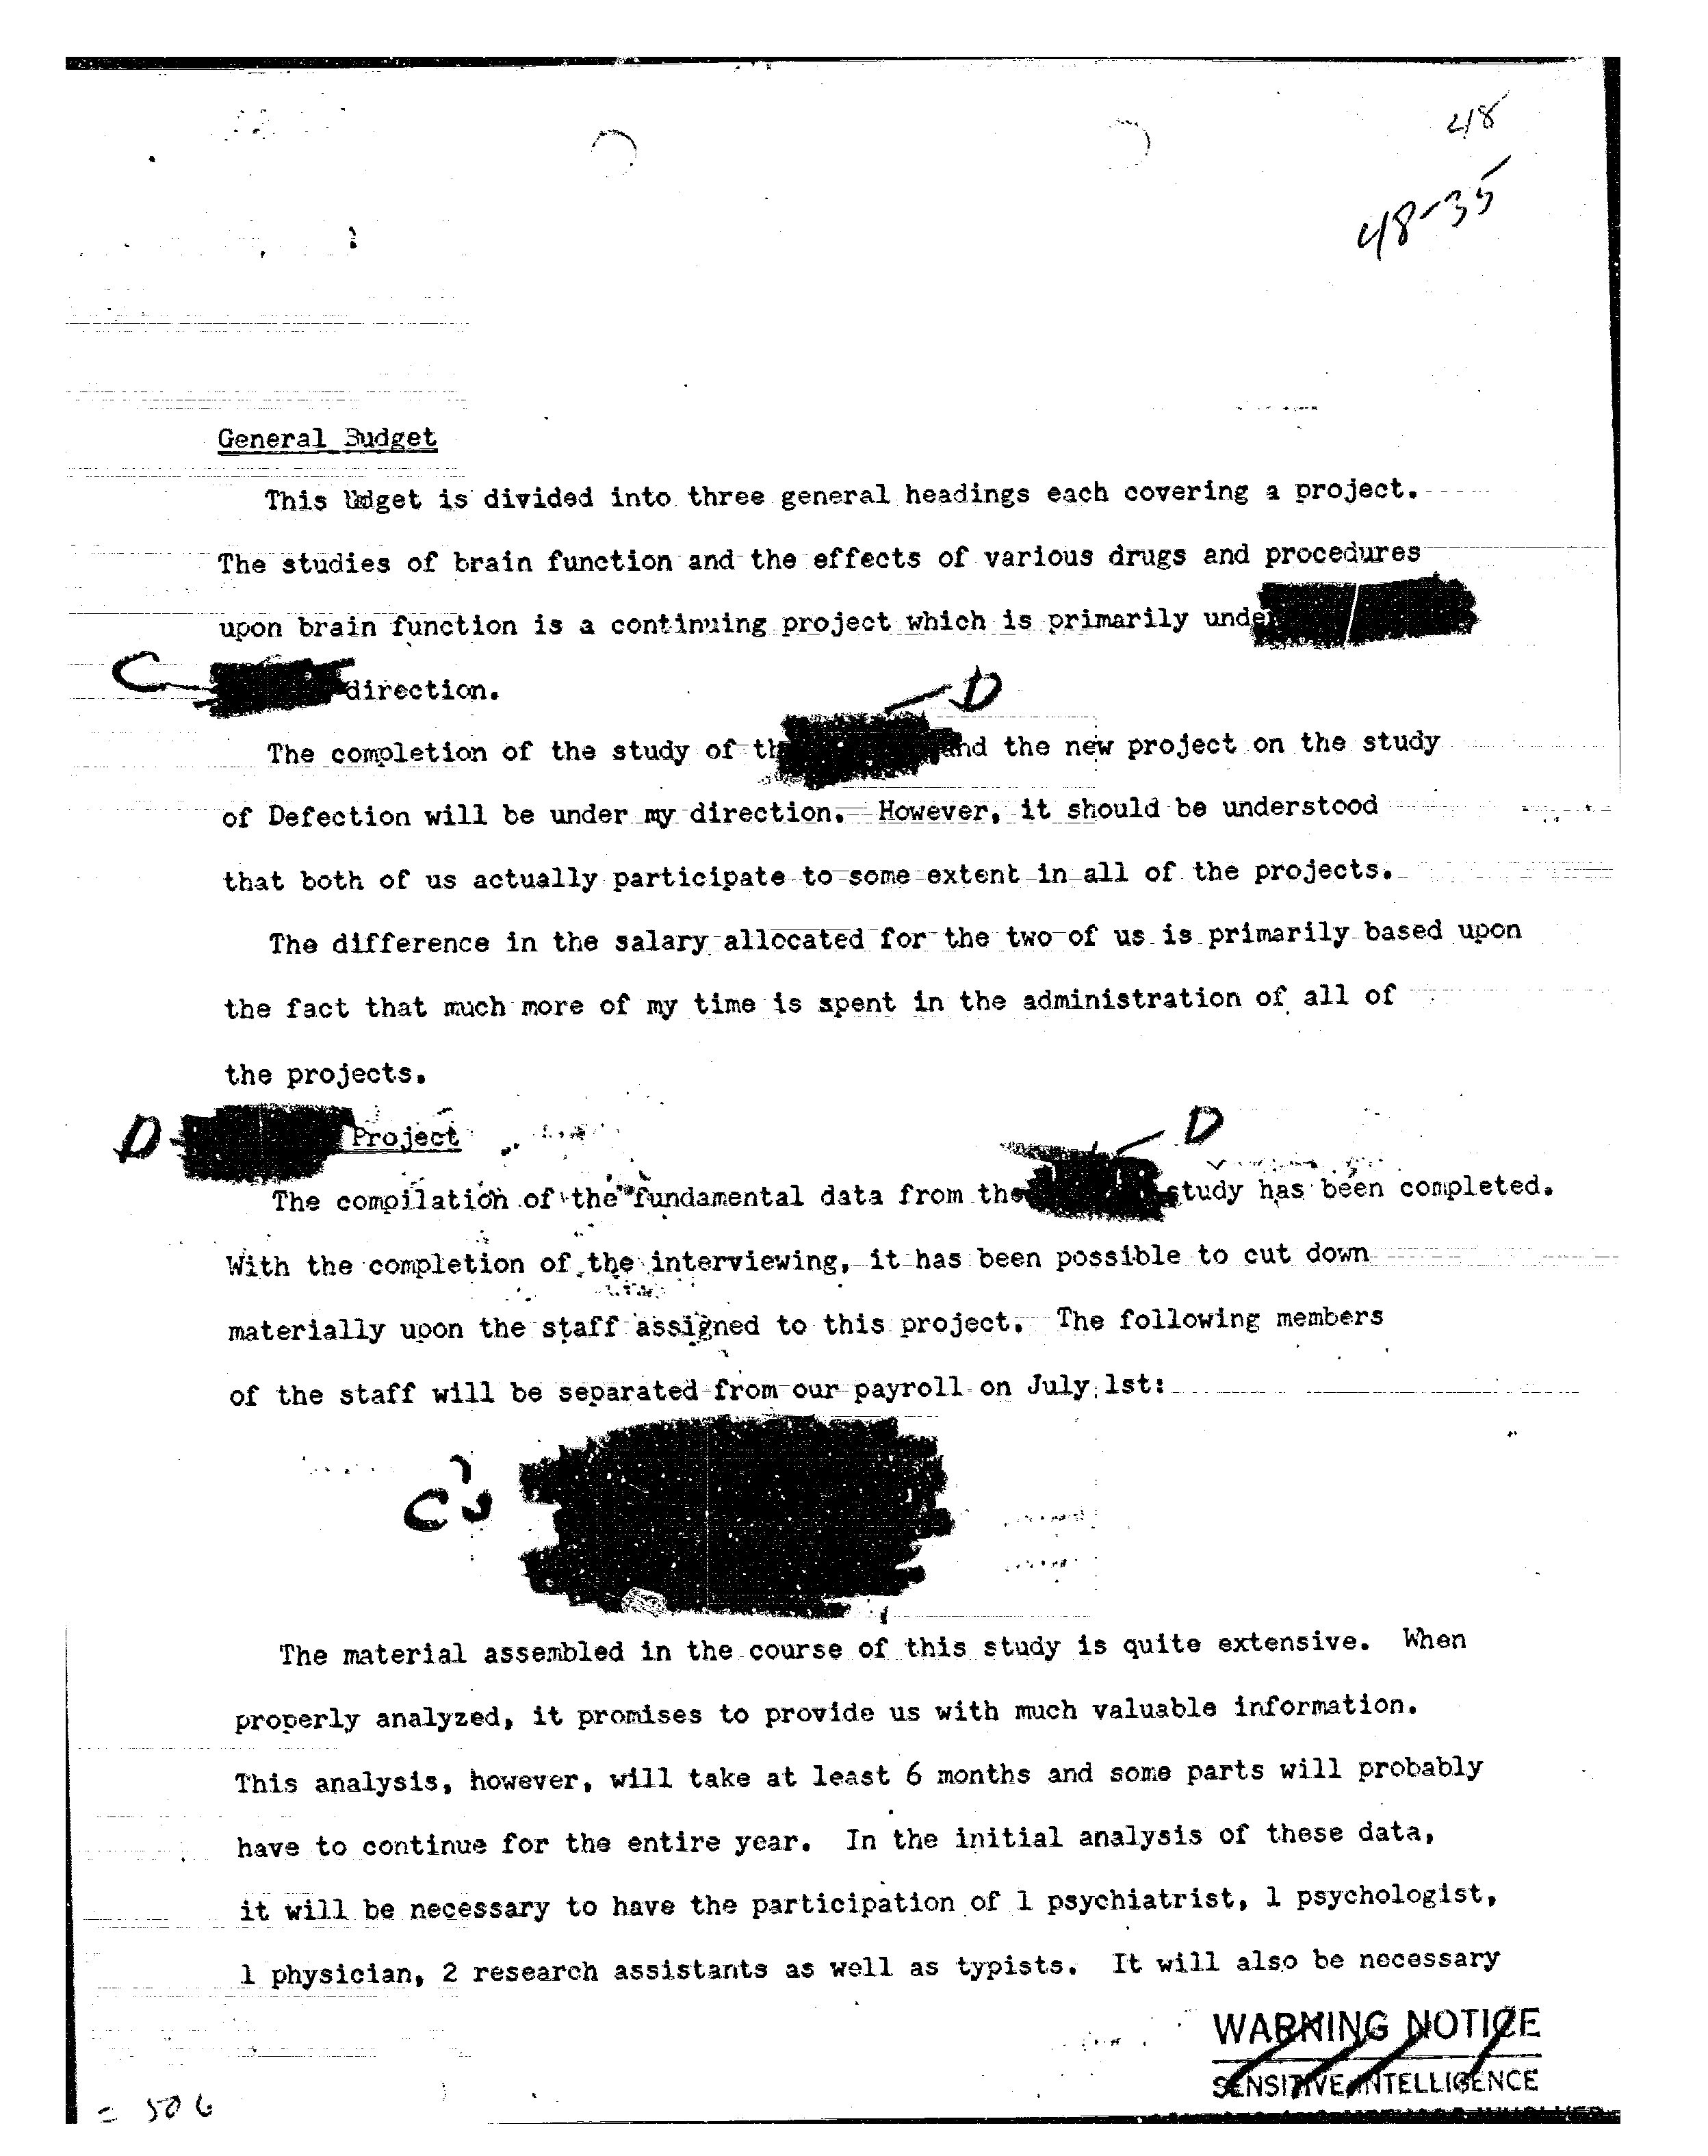 48
48-35
General Budget
This Budget is divided into three general headings each covering a project.
The studies of brain function and the effects of various drugs and procedures
upon brain function is a continuing project which is primarily under
C direction.
D
The completion of the study of th and the new project on the study
of Defection will be under my direction. However, it should be understood
that both of us actually participate to some extent in all of the projects.
The difference in the salary allocated for the two of us is primarily based upon
the fact that much more of my time is spent in the administration of all of
the projects.
D Project
D
The compilation of the fundamental data from the study has been completed.
With the completion of the interviewing, it has been possible to cut down
materially upon the staff assigned to this project. The following members
of the staff will be separated from our payroll on July 1st:
C's
The material assembled in the course of this study is quite extensive. When
properly analyzed, it promises to provide us with much valuable information.
This analysis, however, will take at least 6 months and some parts will probably
have to continue for the entire year. In the initial analysis of these data,
it will be necessary to have the participation of 1 psychiatrist, 1 psychologist,
1 physician, 2 research assistants as well as typists. It will also be necessary
WARNING NOTICE
SENSITIVE INTELLIGENCE
506